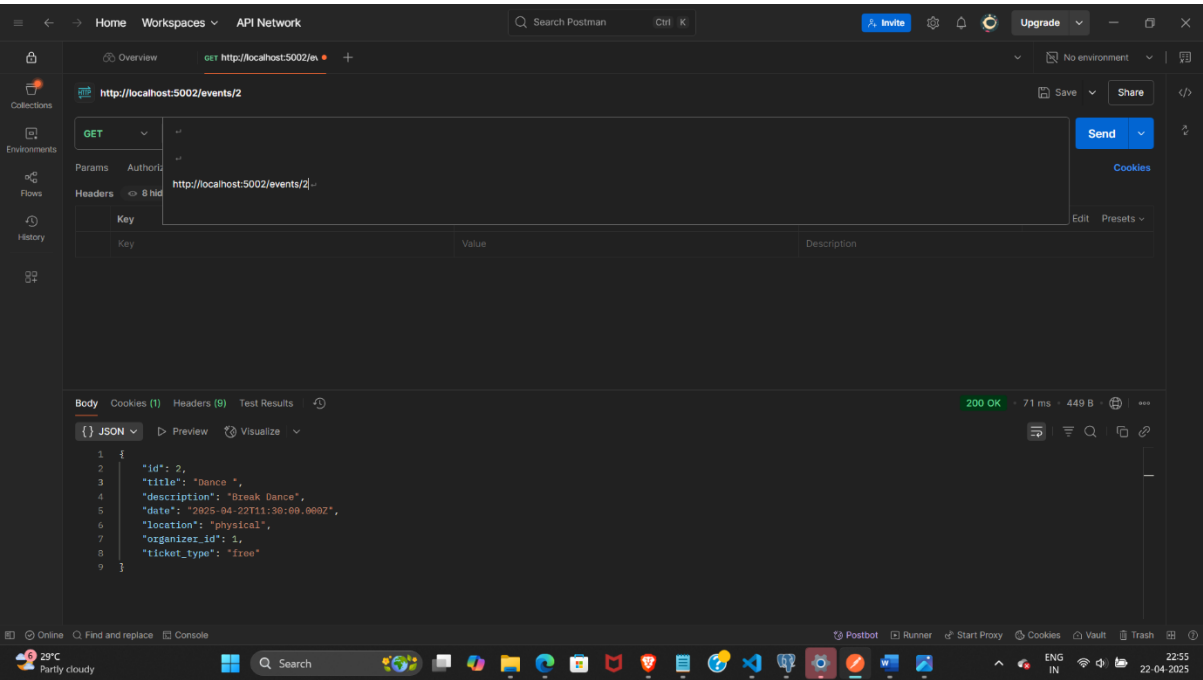 Home Workspaces API Network Search Postman Ctrl K Invite Upgrade
Overview GET http://localhost:5002/ev No environment
HTTP http://localhost:5002/events/2 Save Share
Collections
GET Send
Environments
Params Authoriz Cookies
http://localhost:5002/events/2
Headers 8 hid
Flows
Key Edit Presets
History
Key Value Description
Body Cookies (1) Headers (9) Test Results 200 OK 71 ms 449 B
{} JSON Preview Visualize
1 {
2 "id": 2,
3 "title": "Dance ",
4 "description": "Break Dance",
5 "date": "2025-04-22T11:30:00.000Z",
6 "location": "physical",
7 "organizer_id": 1,
8 "ticket_type": "free"
9 }
Online Find and replace Console Postbot Runner Start Proxy Cookies Vault Trash
6 29°C Search ENG 22:55
Partly cloudy IN 22-04-2025